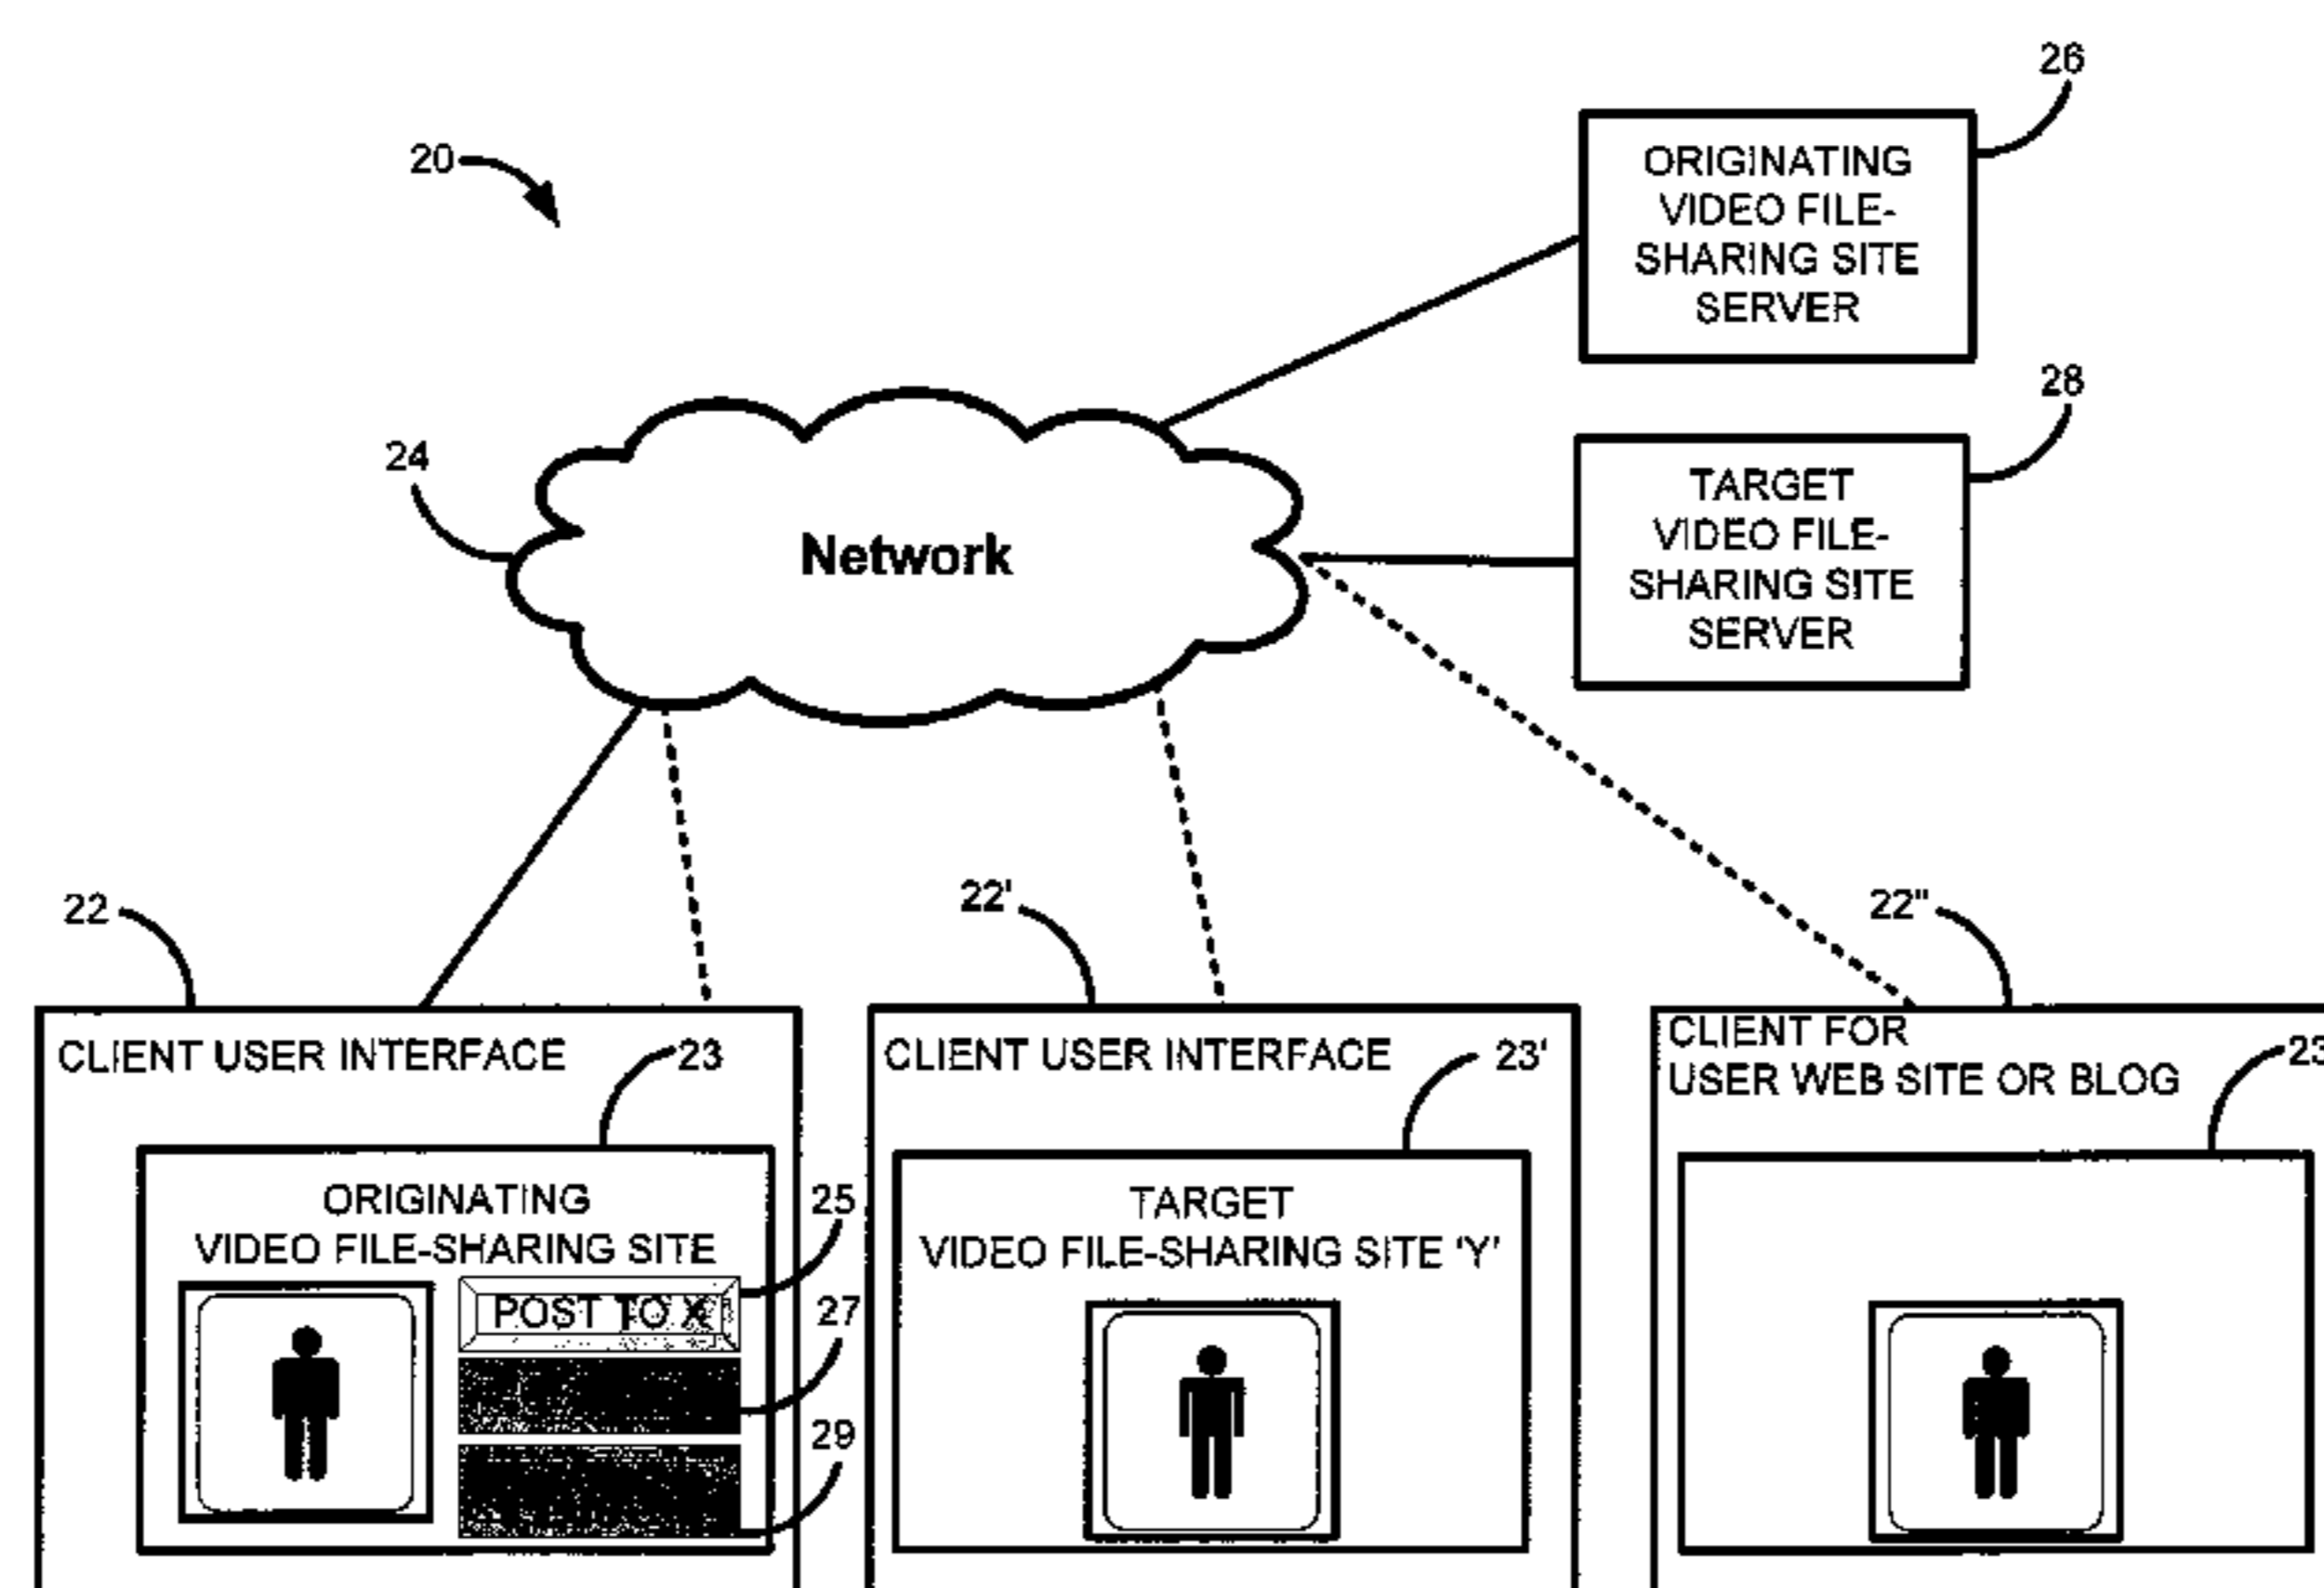 26
20
ORIGINATING
VIDEO FILE-
SHARING SITE
SERVER
28
24
Network
TARGET
VIDEO FILE-
SHARING SITE
SERVER
22
22'
22"
CLIENT USER INTERFACE
23
CLIENT USER INTERFACE
23'
CLIENT FOR
USER WEB SITE OR BLOG
23
ORIGINATING
VIDEO FILE-SHARING SITE
25
POST TO X
27
29
TARGET
VIDEO FILE-SHARING SITE 'Y'